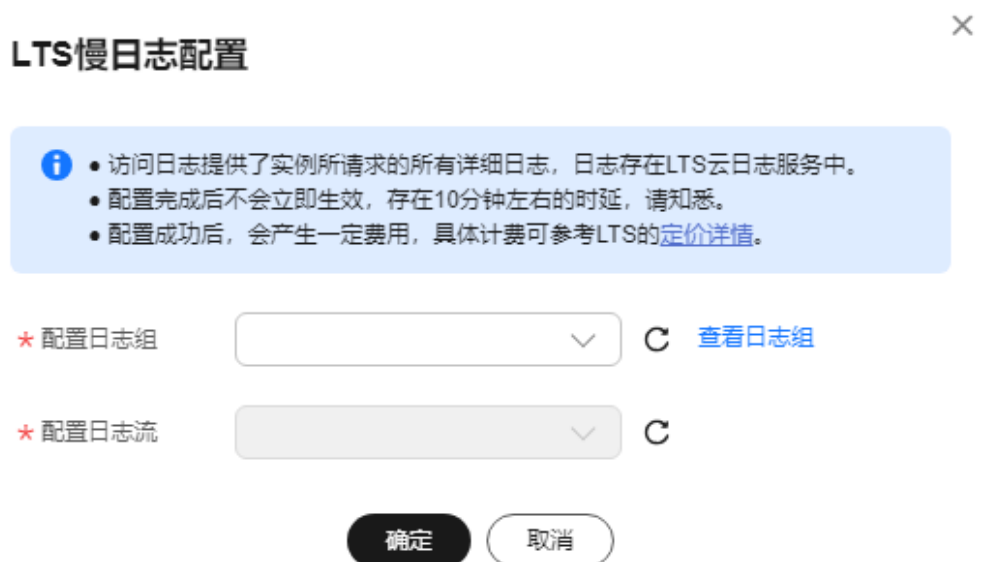 LTS慢日志配置
● 访问日志提供了实例所请求的所有详细日志，日志存在LTS云日志服务中。
● 配置完成后不会立即生效，存在10分钟左右的时延，请知悉。
● 配置成功后，会产生一定费用，具体计费可参考LTS的定价详情。
* 配置日志组 查看日志组
* 配置日志流
确定 取消